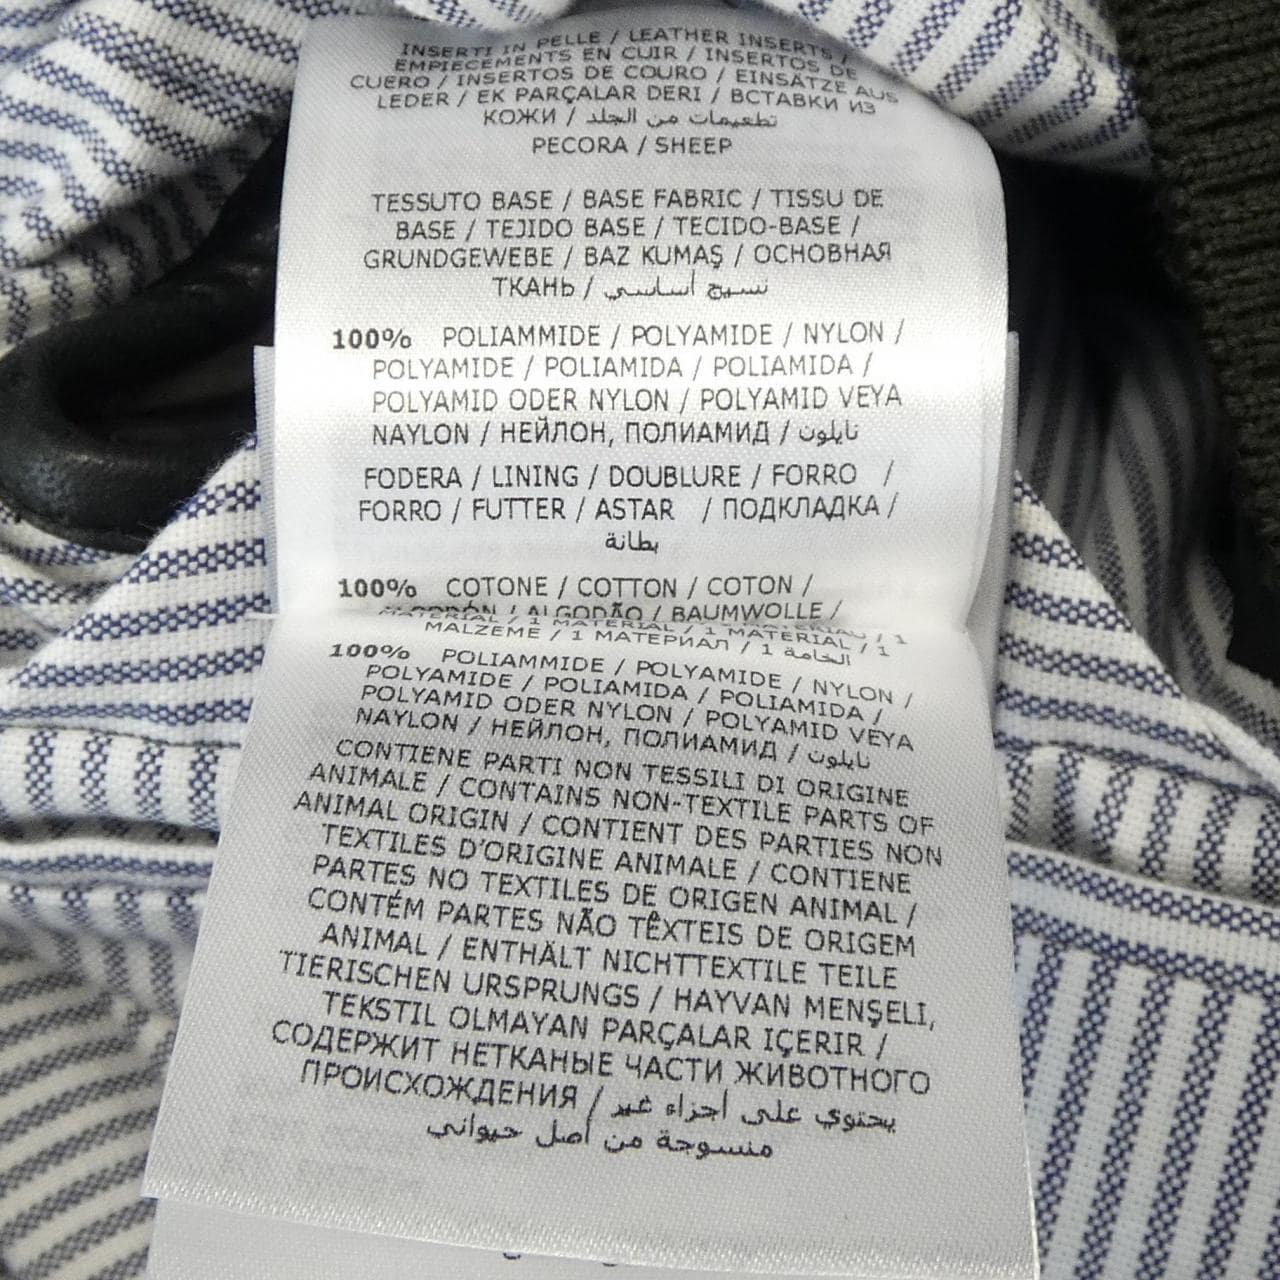 INSERTI IN PELLE / LEATHER INSERTS /
EMPIECEMENTS EN CUIR / INSERTOS DE
CUERO / INSERTOS DE COURO / EINSÄTZE AUS
LEDER / EK PARÇALAR DERI / ВСТАВКИ ИЗ
КОЖИ / تطعيمات من الجلد
PECORA / SHEEP
TESSUTO BASE / BASE FABRIC / TISSU DE
BASE / TEJIDO BASE / TECIDO-BASE /
GRUNDGEWEBE / BAZ KUMAŞ / ОСНОВНАЯ
ТКАНЬ / نسيج أساسي
100% POLIAMMIDE / POLYAMIDE / NYLON /
POLYAMIDE / POLIAMIDA / POLIAMIDA /
POLYAMID ODER NYLON / POLYAMID VEYA
NAYLON / НЕЙЛОН, ПОЛИАМИД / نايلون
FODERA / LINING / DOUBLURE / FORRO /
FORRO / FUTTER / ASTAR / ПОДКЛАДКА /
بطانة
100% COTONE / COTTON / COTON /
ALGODÓN / ALGODÃO / BAUMWOLLE /
MATERIAL / 1 MATERIAL / 1 MATERIAL / 1
MALZEME / 1 МАТЕРИАЛ / 1 الخامة
100% POLIAMMIDE / POLYAMIDE / NYLON /
POLYAMIDE / POLIAMIDA / POLIAMIDA /
POLYAMID ODER NYLON / POLYAMID VEYA
NAYLON / НЕЙЛОН, ПОЛИАМИД / نايلون
CONTIENE PARTI NON TESSILI DI ORIGINE
ANIMALE / CONTAINS NON-TEXTILE PARTS OF
ANIMAL ORIGIN / CONTIENT DES PARTIES NON
TEXTILES D'ORIGINE ANIMALE / CONTIENE
PARTES NO TEXTILES DE ORIGEN ANIMAL /
CONTÉM PARTES NÃO TÊXTEIS DE ORIGEM
ANIMAL / ENTHÄLT NICHTTEXTILE TEILE
TIERISCHEN URSPRUNGS / HAYVAN MENŞELI,
TEKSTIL OLMAYAN PARÇALAR IÇERIR /
СОДЕРЖИТ НЕТКАНЫЕ ЧАСТИ ЖИВОТНОГО
ПРОИСХОЖДЕНИЯ / يحتوي على أجزاء غير
منسوجة من أصل حيواني